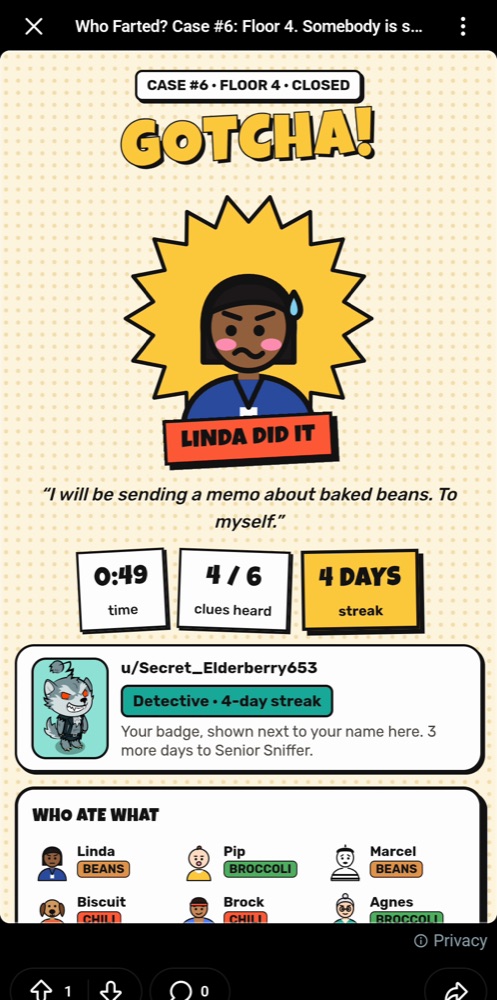 Who Farted? Case #6: Floor 4. Somebody is s...
CASE #6 • FLOOR 4 • CLOSED
GOTCHA!
LINDA DID IT
“I will be sending a memo about baked beans. To
myself.”
0:49
time
4 / 6
clues heard
4 DAYS
streak
u/Secret_Elderberry653
Detective • 4-day streak
Your badge, shown next to your name here. 3
more days to Senior Sniffer.
WHO ATE WHAT
Linda
BEANS
Pip
BROCCOLI
Marcel
BEANS
Biscuit
CHILI
Brock
CHILI
Agnes
BROCCOLI
Privacy
1
0